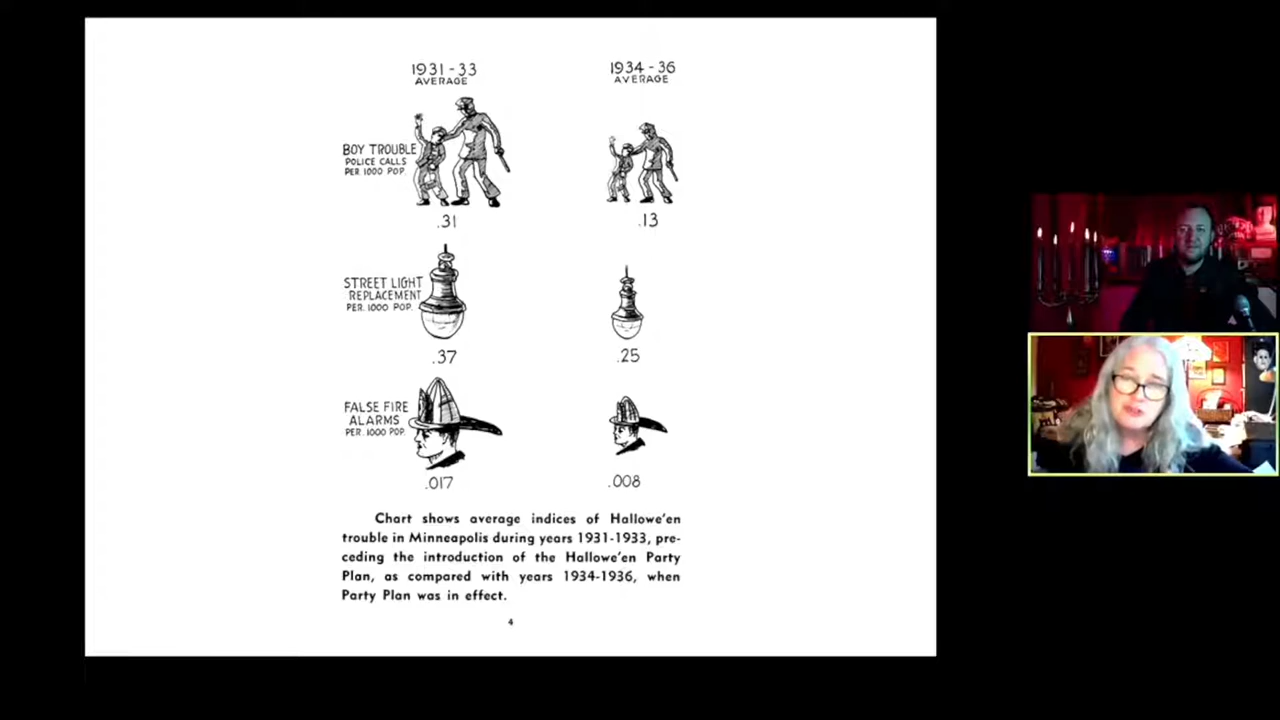 1931-33
AVERAGE
1934-36
AVERAGE
BOY TROUBLE
POLICE CALLS
PER 1000 POP.
.31
.13
STREET LIGHT
REPLACEMENT
PER. 1000 POP.
.37
.25
FALSE FIRE
ALARMS
PER. 1000 POP.
.017
.008
Chart shows average indices of Hallowe'en
trouble in Minneapolis during years 1931-1933, pre-
ceding the introduction of the Hallowe'en Party
Plan, as compared with years 1934-1936, when
Party Plan was in effect.
4